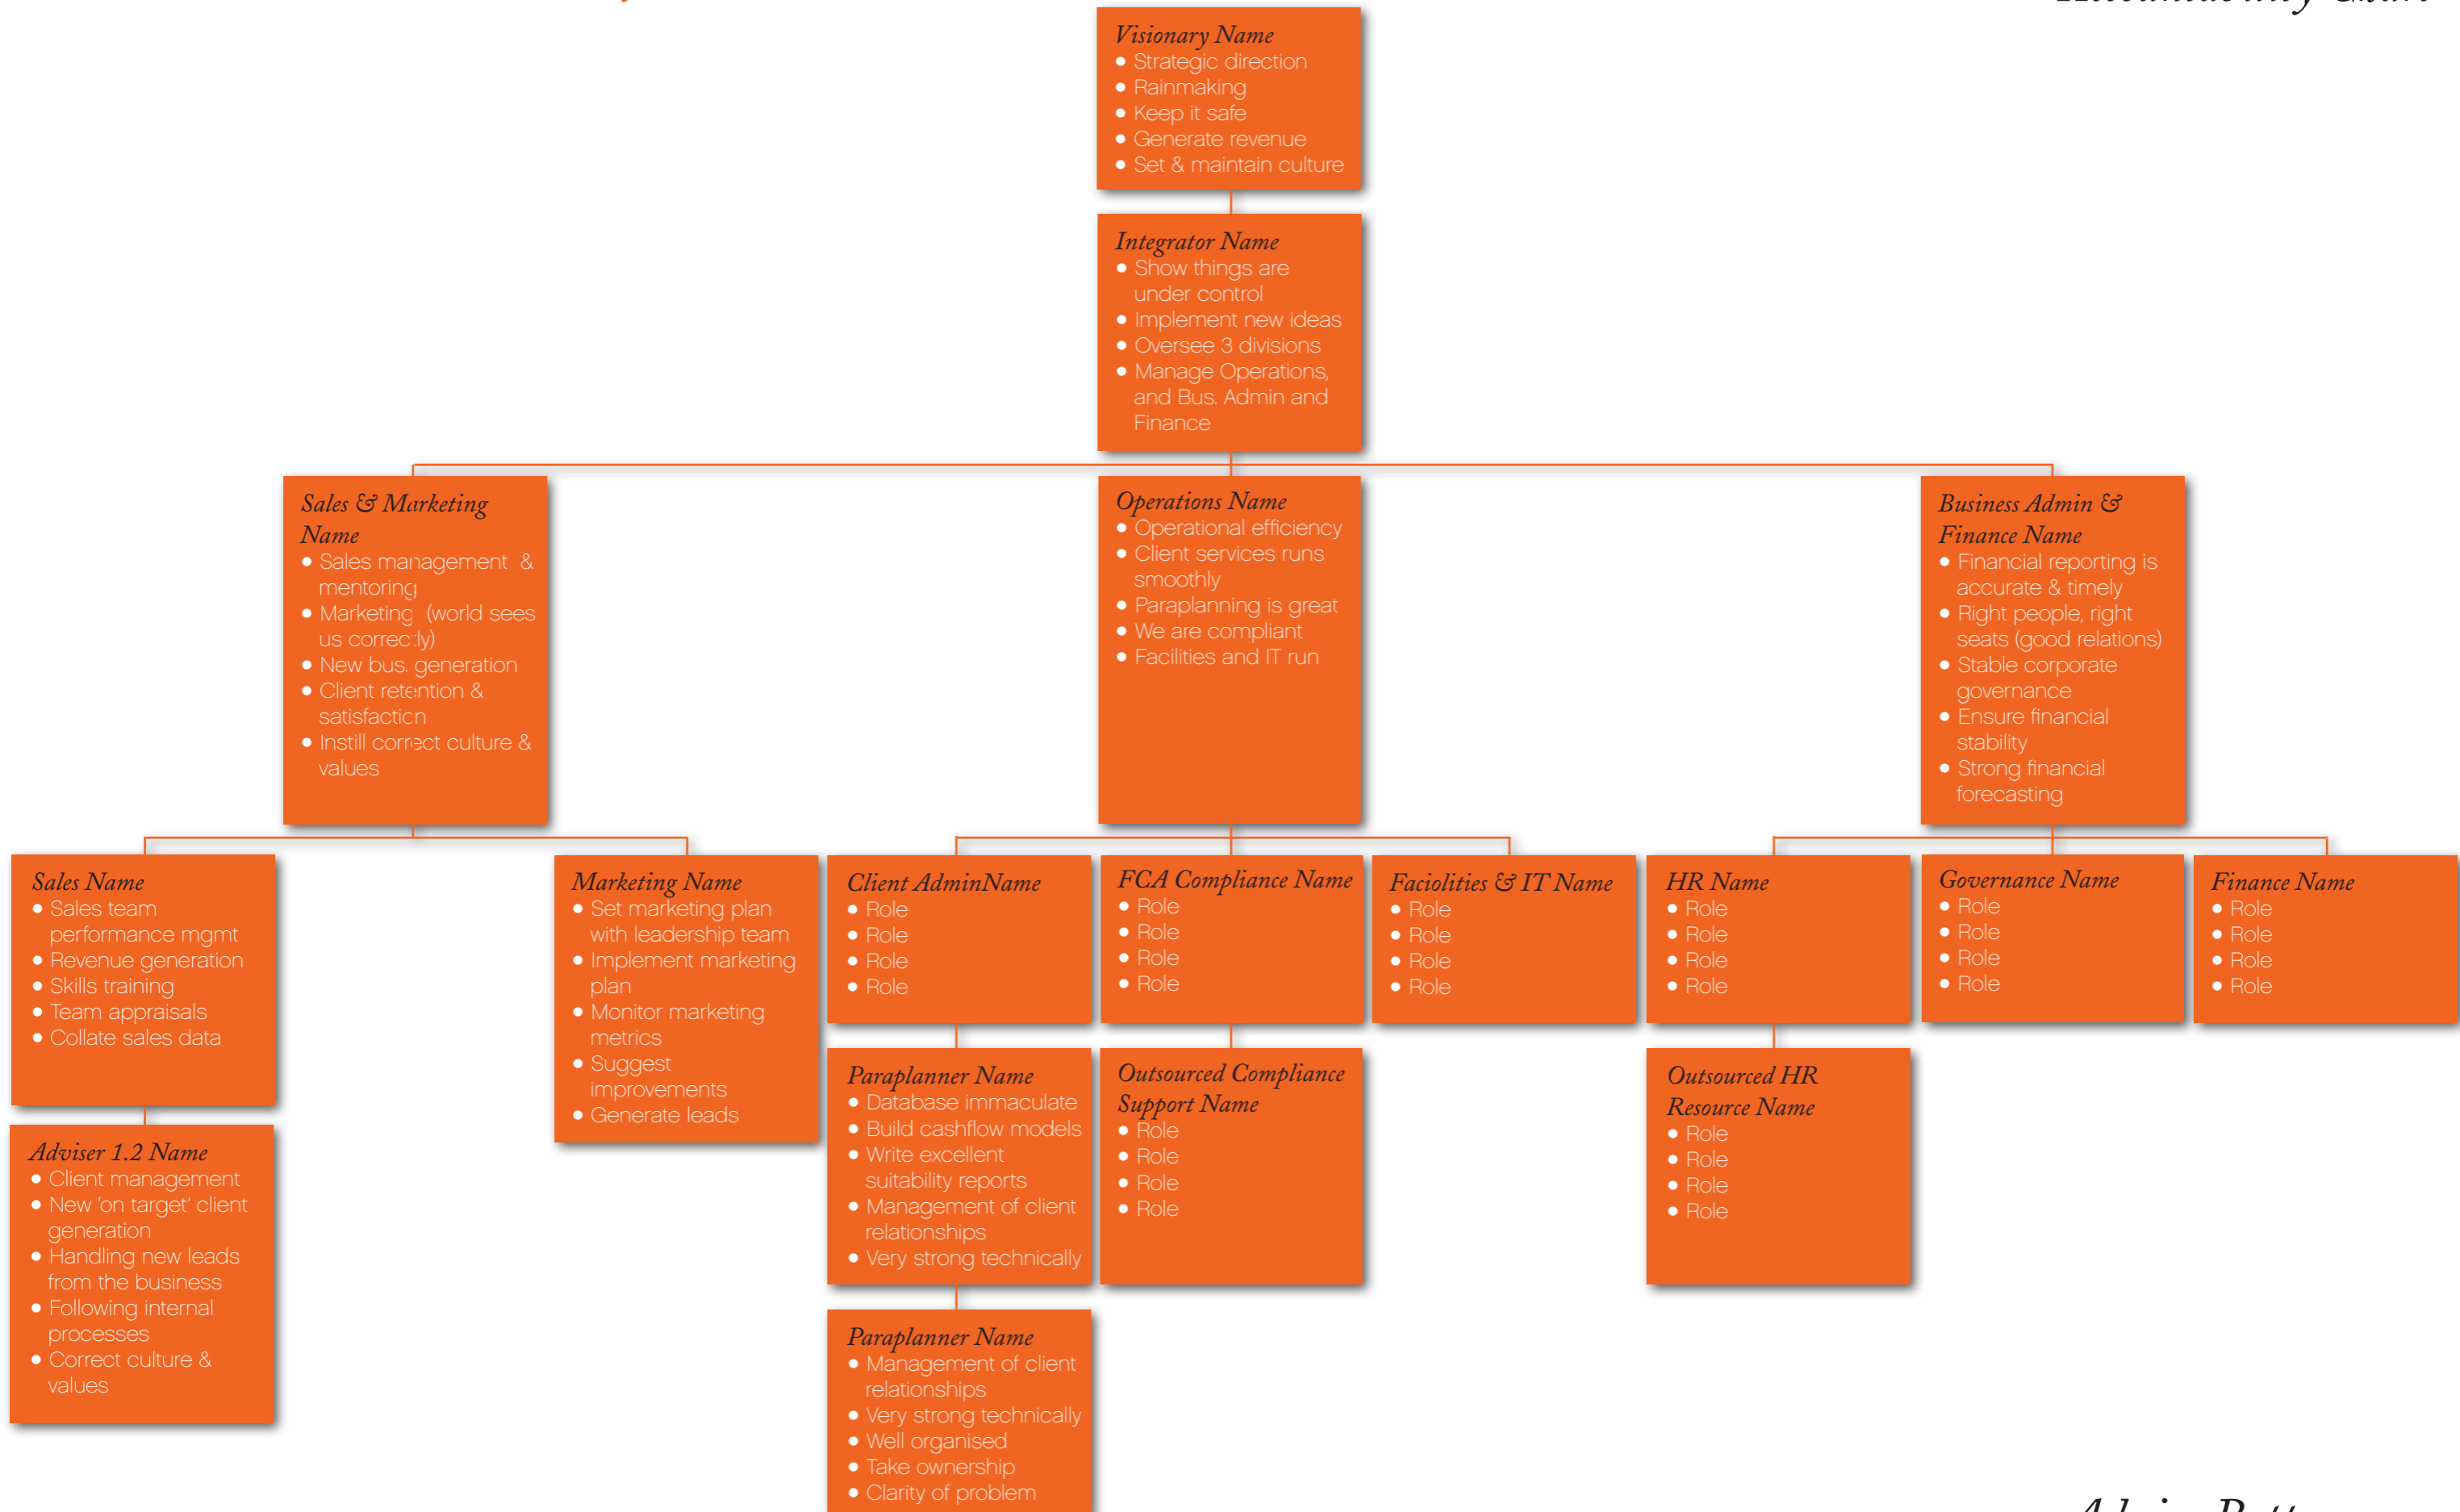 Accountability Chart
Visionary Name
● Strategic direction
● Rainmaking
● Keep it safe
● Generate revenue
● Set & maintain culture
Integrator Name
● Show things are
under control
● Implement new ideas
● Oversee 3 divisions
● Manage Operations,
and Bus. Admin and
Finance
Sales & Marketing
Name
● Sales management &
mentoring
● Marketing (world sees
us correctly)
● New bus. generation
● Client retention &
satisfaction
● Instill correct culture &
values
Operations Name
● Operational efficiency
● Client services runs
smoothly
● Paraplanning is great
● We are compliant
● Facilities and IT run
Business Admin &
Finance Name
● Financial reporting is
accurate & timely
● Right people, right
seats (good relations)
● Stable corporate
governance
● Ensure financial
stability
● Strong financial
forecasting
Sales Name
● Sales team
performance mgmt
● Revenue generation
● Skills training
● Team appraisals
● Collate sales data
Marketing Name
● Set marketing plan
with leadership team
● Implement marketing
plan
● Monitor marketing
metrics
● Suggest
improvements
● Generate leads
Client AdminName
● Role
● Role
● Role
● Role
FCA Compliance Name
● Role
● Role
● Role
● Role
Faciolities & IT Name
● Role
● Role
● Role
● Role
HR Name
● Role
● Role
● Role
● Role
Governance Name
● Role
● Role
● Role
● Role
Finance Name
● Role
● Role
● Role
● Role
Adviser 1.2 Name
● Client management
● New ‘on target’ client
generation
● Handling new leads
from the business
● Following internal
processes
● Correct culture &
values
Paraplanner Name
● Database immaculate
● Build cashflow models
● Write excellent
suitability reports
● Management of client
relationships
● Very strong technically
Outsourced Compliance
Support Name
● Role
● Role
● Role
● Role
Outsourced HR
Resource Name
● Role
● Role
● Role
● Role
Paraplanner Name
● Management of client
relationships
● Very strong technically
● Well organised
● Take ownership
● Clarity of problem